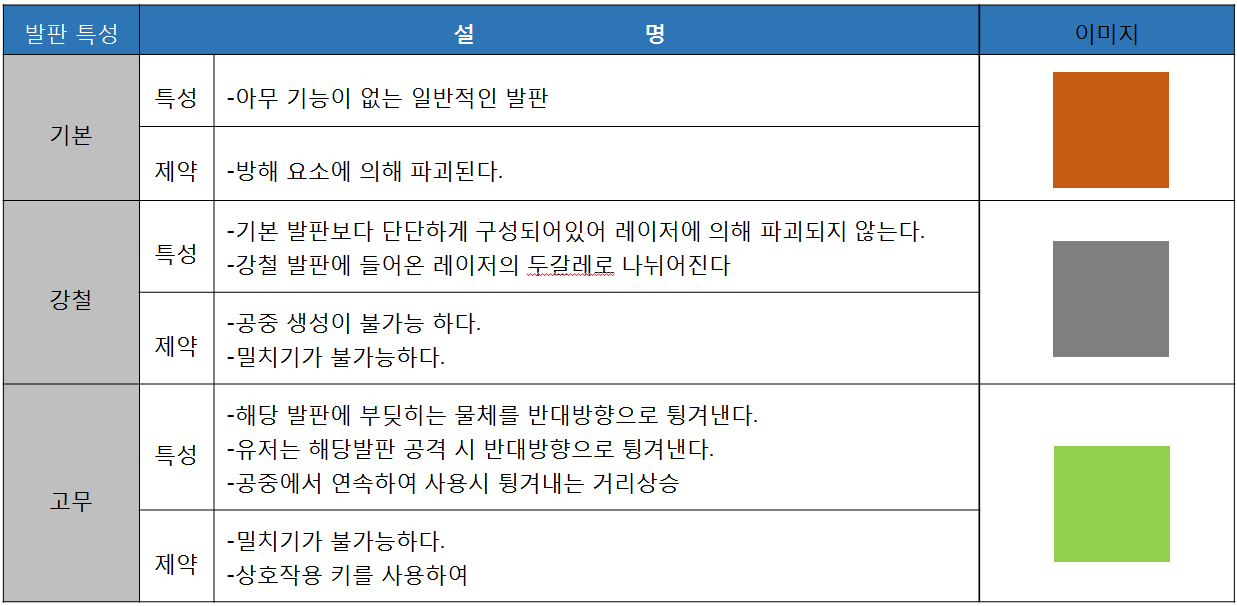 발판 특성
설 명
이미지
기본
특성
-아무 기능이 없는 일반적인 발판
제약
-방해 요소에 의해 파괴된다.
강철
특성
-기본 발판보다 단단하게 구성되어있어 레이저에 의해 파괴되지 않는다.
-강철 발판에 들어온 레이저의 두갈레로 나뉘어진다
제약
-공중 생성이 불가능 하다.
-밀치기가 불가능하다.
고무
특성
-해당 발판에 부딪히는 물체를 반대방향으로 튕겨낸다.
-유저는 해당발판 공격 시 반대방향으로 튕겨낸다.
-공중에서 연속하여 사용시 튕겨내는 거리상승
제약
-밀치기가 불가능하다.
-상호작용 키를 사용하여